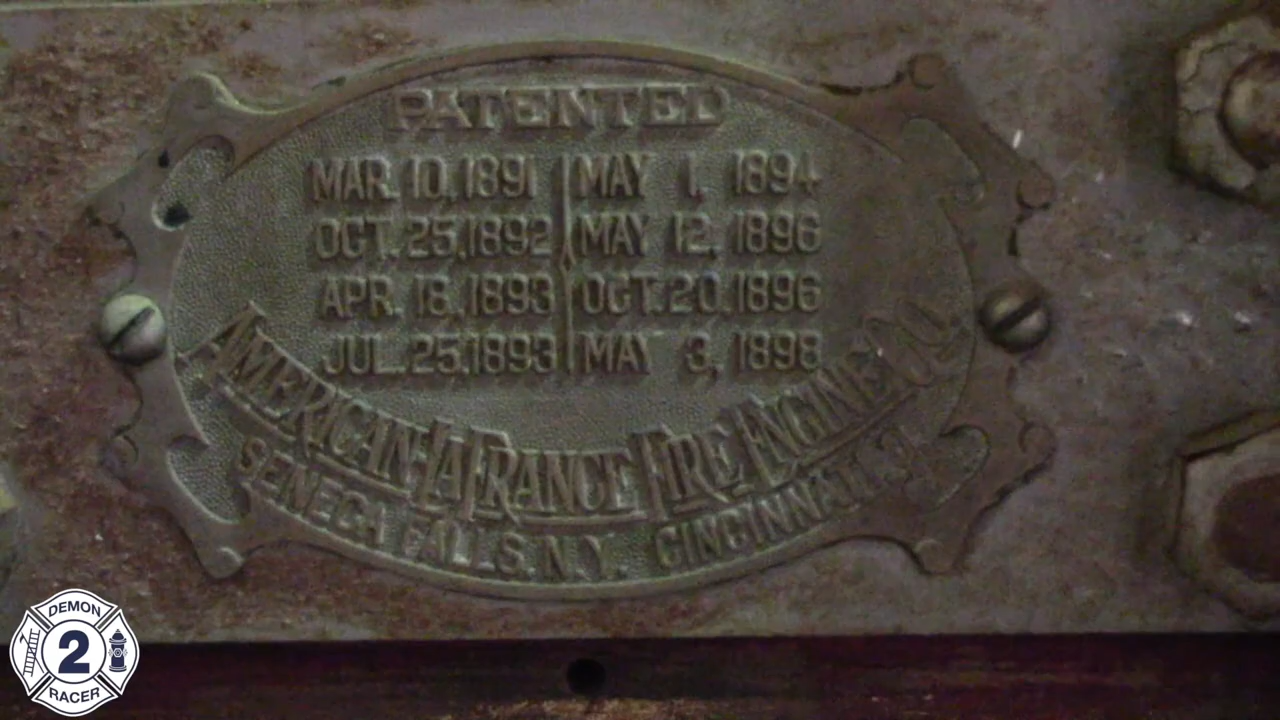 PATENTED
MAR. 10, 1891 MAY 1, 1894
OCT. 25, 1892 MAY 12, 1896
APR. 18, 1893 OCT. 20, 1896
JUL. 25, 1893 MAY 3, 1898
AMERICAN-LAFRANCE FIRE ENGINE CO.
SENECA FALLS. N.Y. CINCINNATI. O.
DEMON
2
RACER